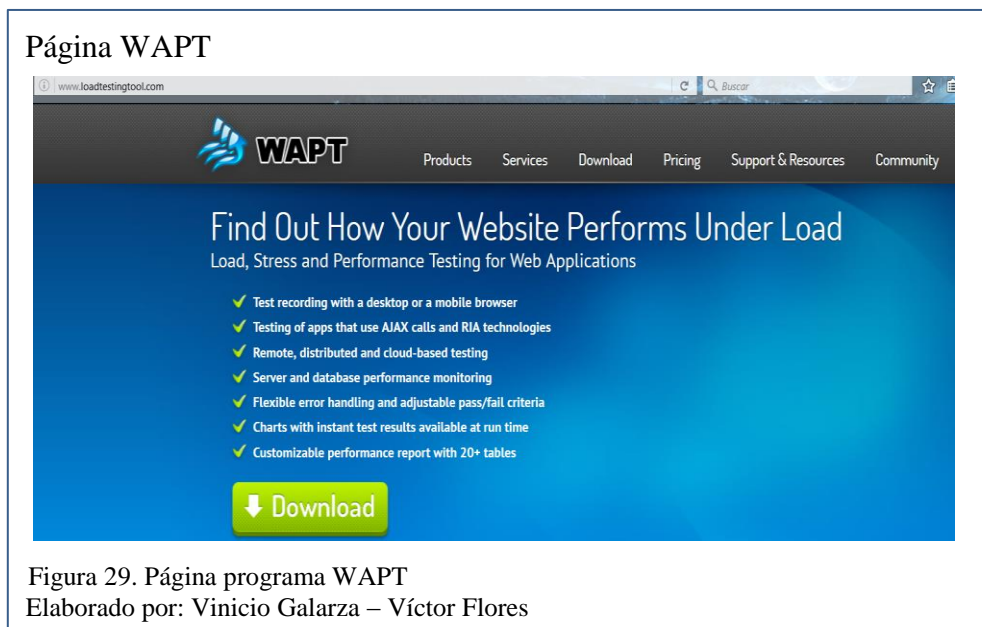 Página WAPT
www.loadtestingtool.com
Buscar
WAPT
Products Services Download Pricing Support & Resources Community
Find Out How Your Website Performs Under Load
Load, Stress and Performance Testing for Web Applications
Test recording with a desktop or a mobile browser
Testing of apps that use AJAX calls and RIA technologies
Remote, distributed and cloud-based testing
Server and database performance monitoring
Flexible error handling and adjustable pass/fail criteria
Charts with instant test results available at run time
Customizable performance report with 20+ tables
Download
Figura 29. Página programa WAPT
Elaborado por: Vinicio Galarza – Víctor Flores